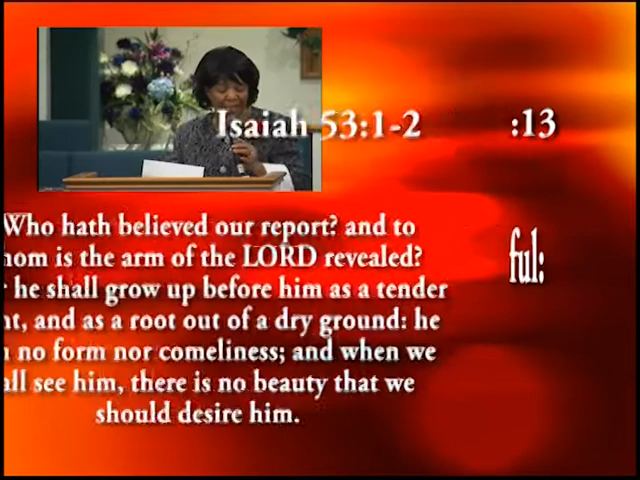 Isaiah 53:1-2 :13
Who hath believed our report? and to
hom is the arm of the LORD revealed?
he shall grow up before him as a tender
nt, and as a root out of a dry ground: he
no form nor comeliness; and when we
all see him, there is no beauty that we
should desire him.
ful: